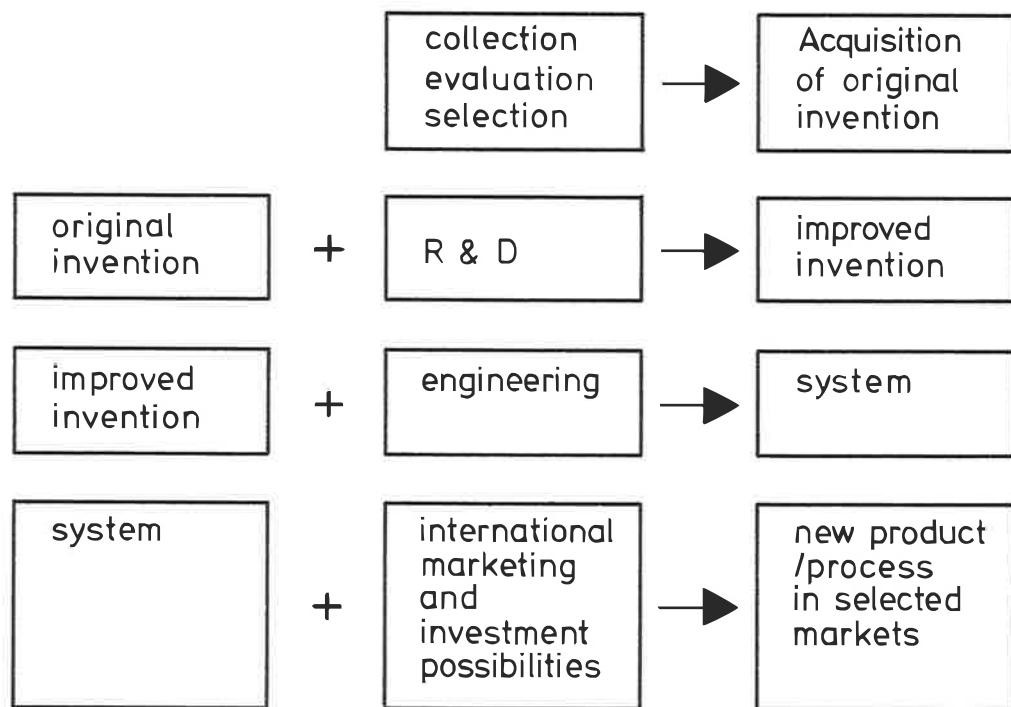 collection
evaluation
selection
Acquisition
of original
invention
original
invention
+
R & D
improved
invention
improved
invention
+
engineering
system
system
+
international
marketing
and
investment
possibilities
new product
/process
in selected
markets